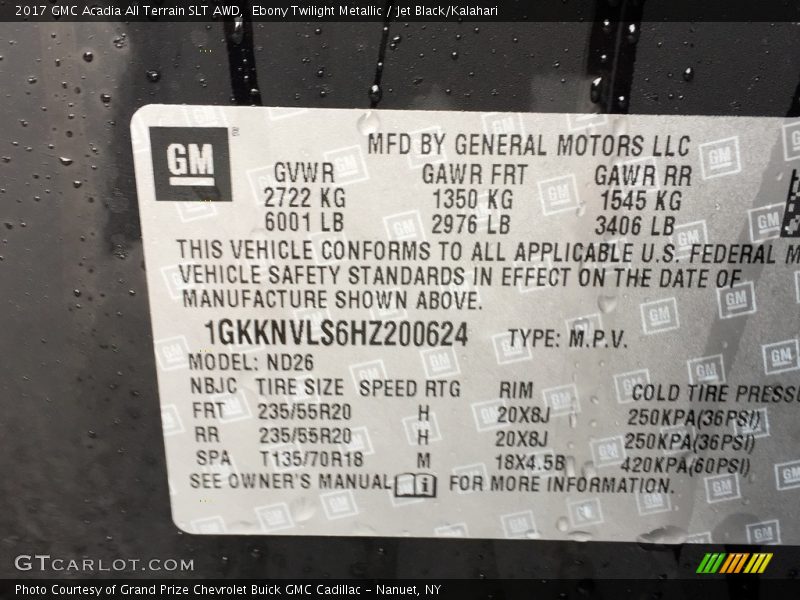 2017 GMC Acadia All Terrain SLT AWD, Ebony Twilight Metallic / Jet Black/Kalahari
GM
MFD BY GENERAL MOTORS LLC
GVWR GAWR FRT GAWR RR
2722 KG 1350 KG 1545 KG
6001 LB 2976 LB 3406 LB
THIS VEHICLE CONFORMS TO ALL APPLICABLE U.S. FEDERAL M
VEHICLE SAFETY STANDARDS IN EFFECT ON THE DATE OF
MANUFACTURE SHOWN ABOVE.
1GKKNVLS6HZ200624 TYPE: M.P.V.
MODEL: ND26
NBJC TIRE SIZE SPEED RTG RIM COLD TIRE PRESSU
FRT 235/55R20 H 20X8J 250KPA(36PSI)
RR 235/55R20 H 20X8J 250KPA(36PSI)
SPA T135/70R18 M 18X4.5B 420KPA(60PSI)
SEE OWNER'S MANUAL i FOR MORE INFORMATION.
GTCARLOT.COM
Photo Courtesy of Grand Prize Chevrolet Buick GMC Cadillac - Nanuet, NY